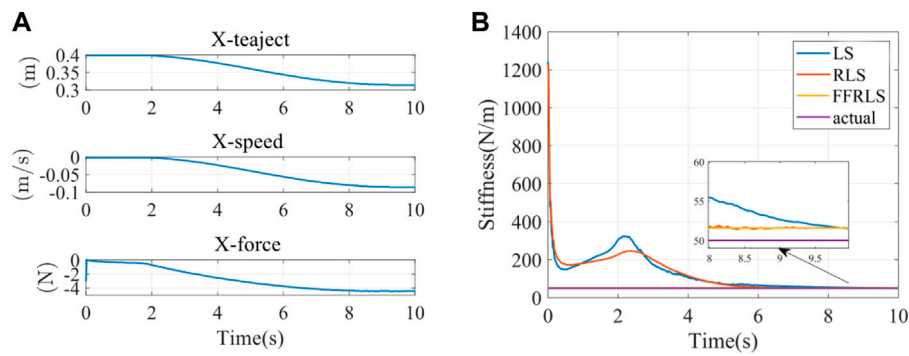 A
X-teaject
(m)
0.4
0.3
0 2 4 6 8 10
X-speed
(m/s)
0
-0.05
-0.1
0 2 4 6 8 10
X-force
(N)
0
-2
-4
0 2 4 6 8 10
Time(s)
B
Stiffness(N/m)
1400
1200
1000
800
600
400
200
0
0 2 4 6 8 10
Time(s)
LS
RLS
FFRLS
actual
60
55
50
8 8.5 9 9.5